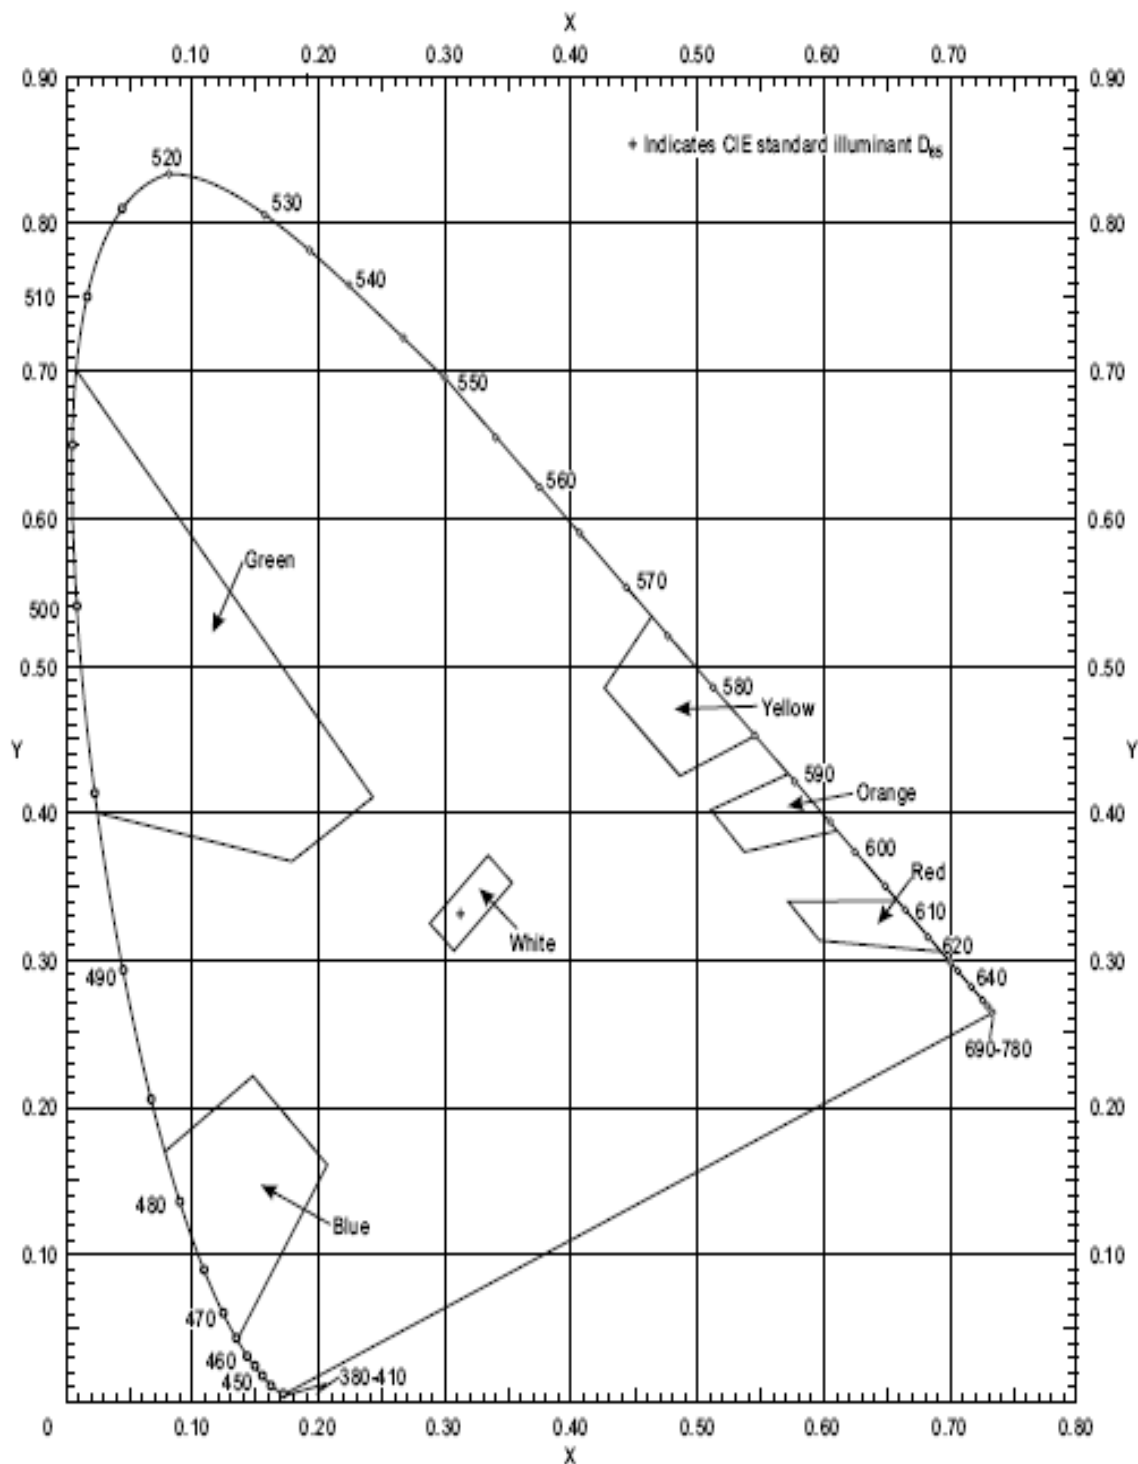 X
0.10 0.20 0.30 0.40 0.50 0.60 0.70
0.90 0.90
✦ Indicates CIE standard illuminant D65
520
530
0.80 0.80
540
510
0.70 0.70
550
560
0.60 0.60
Green
570
500
0.50 0.50
580
Yellow
Y Y
590
Orange
0.40 0.40
600
Red
610
White
620
0.30 0.30
490
640
690-780
0.20 0.20
480
Blue
0.10 0.10
470
460
450
380-410
0 0.10 0.20 0.30 0.40 0.50 0.60 0.70 0.80
X